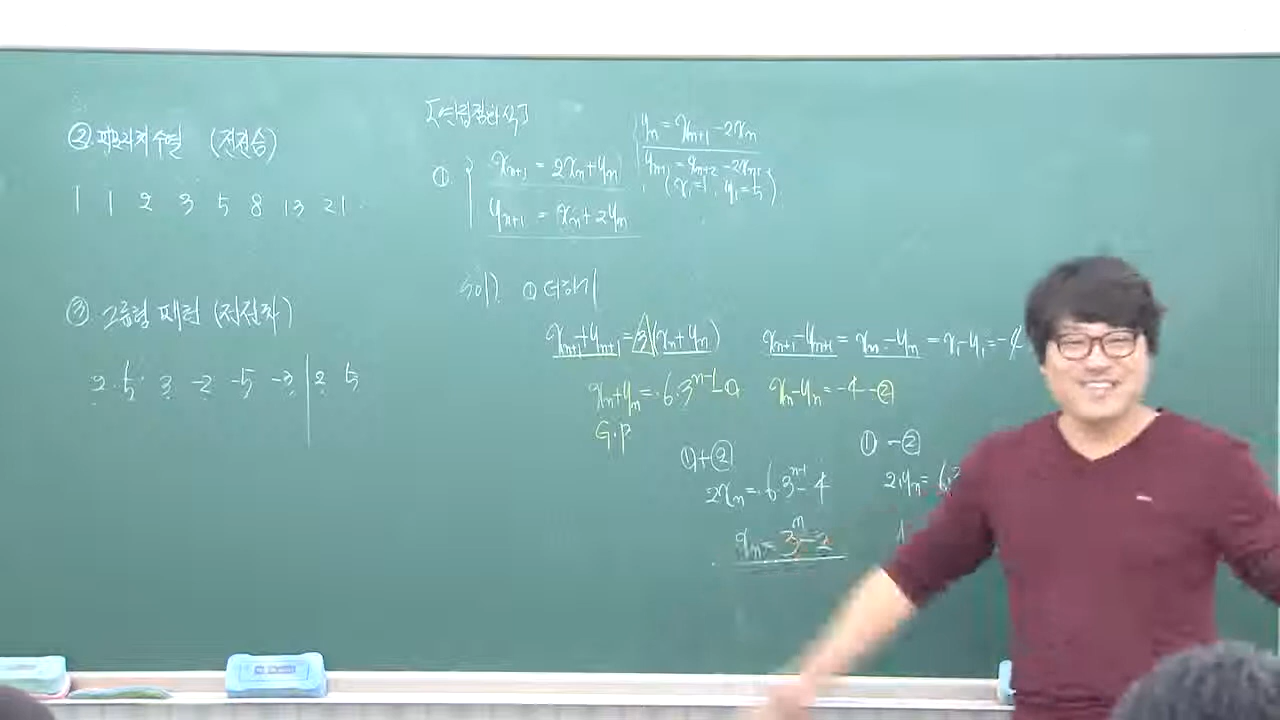 ② 피보나치수열 (전전승)
1 1 2 3 5 8 13 21
③ 그룹형 패턴 (전전차)
2 5 3 -2 -5 -3 | 2 5
[연립점화식]
① { xₙ₊₁ = 2xₙ+yₙ
yₙ₊₁ = xₙ+2yₙ
yₙ = xₙ₊₁ -2xₙ
yₙ₊₁ = xₙ₊₂ -2xₙ₊₁
(x₁=1, y₁=5)
① 더하기
xₙ₊₁+yₙ₊₁=3(xₙ+yₙ)
xₙ+yₙ=6·3ⁿ⁻¹-①
G.P
xₙ₊₁-yₙ₊₁= xₙ-yₙ = x₁-y₁=-4
xₙ-yₙ=-4-②
①+②
2xₙ=6·3ⁿ⁻¹-4
xₙ=3ⁿ-2
①-②
2yₙ=6·3